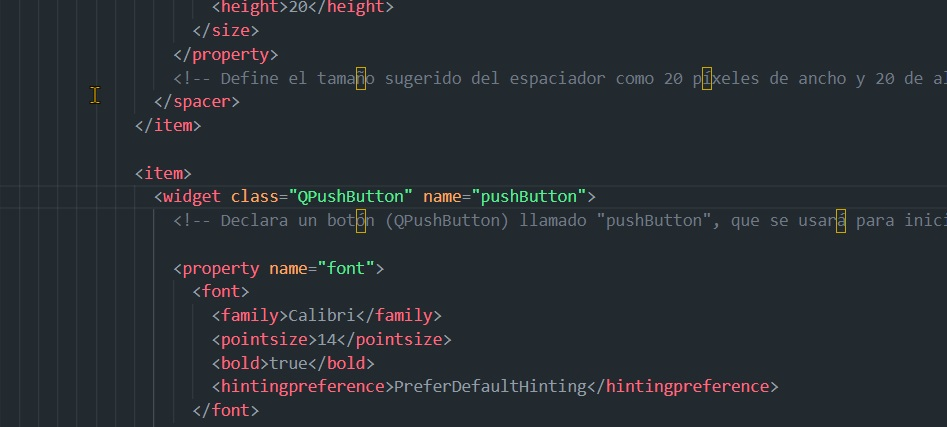 <height>20</height>
</size>
</property>
<!-- Define el tamaño sugerido del espaciador como 20 píxeles de ancho y 20 de al
</spacer>
</item>
<item>
<widget class="QPushButton" name="pushButton">
<!-- Declara un botón (QPushButton) llamado "pushButton", que se usará para inici
<property name="font">
<font>
<family>Calibri</family>
<pointsize>14</pointsize>
<bold>true</bold>
<hintingpreference>PreferDefaultHinting</hintingpreference>
</font>